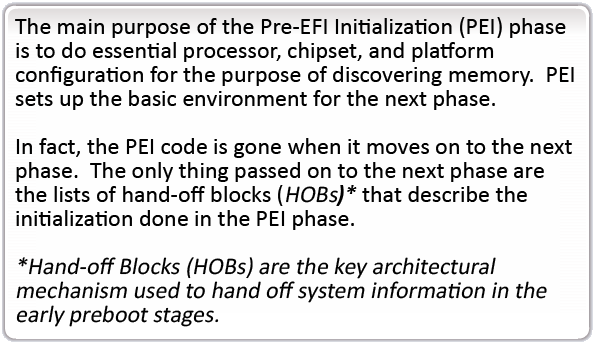 The main purpose of the Pre-EFI Initialization (PEI) phase
is to do essential processor, chipset, and platform
configuration for the purpose of discovering memory.  PEI
sets up the basic environment for the next phase.
In fact, the PEI code is gone when it moves on to the next
phase.  The only thing passed on to the next phase are
the lists of hand-off blocks (HOBs)* that describe the
initialization done in the PEI phase.
*Hand-off Blocks (HOBs) are the key architectural
mechanism used to hand off system information in the
early preboot stages.